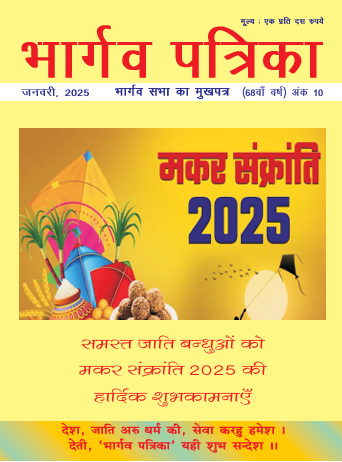 मूल्य : एक प्रति दस रुपये
भार्गव पत्रिका
जनवरी, 2025 भार्गव सभा का मुखपत्र (68वाँ वर्ष) अंक 10
मकर संक्रांति
2025
समस्त जाति बन्धुओं को
मकर संक्रांति 2025 की
हार्दिक शुभकामनाएँ
देश, जाति अरु धर्म की, सेवा करहु हमेश ।
देती, 'भार्गव पत्रिका' यही शुभ सन्देश ।।